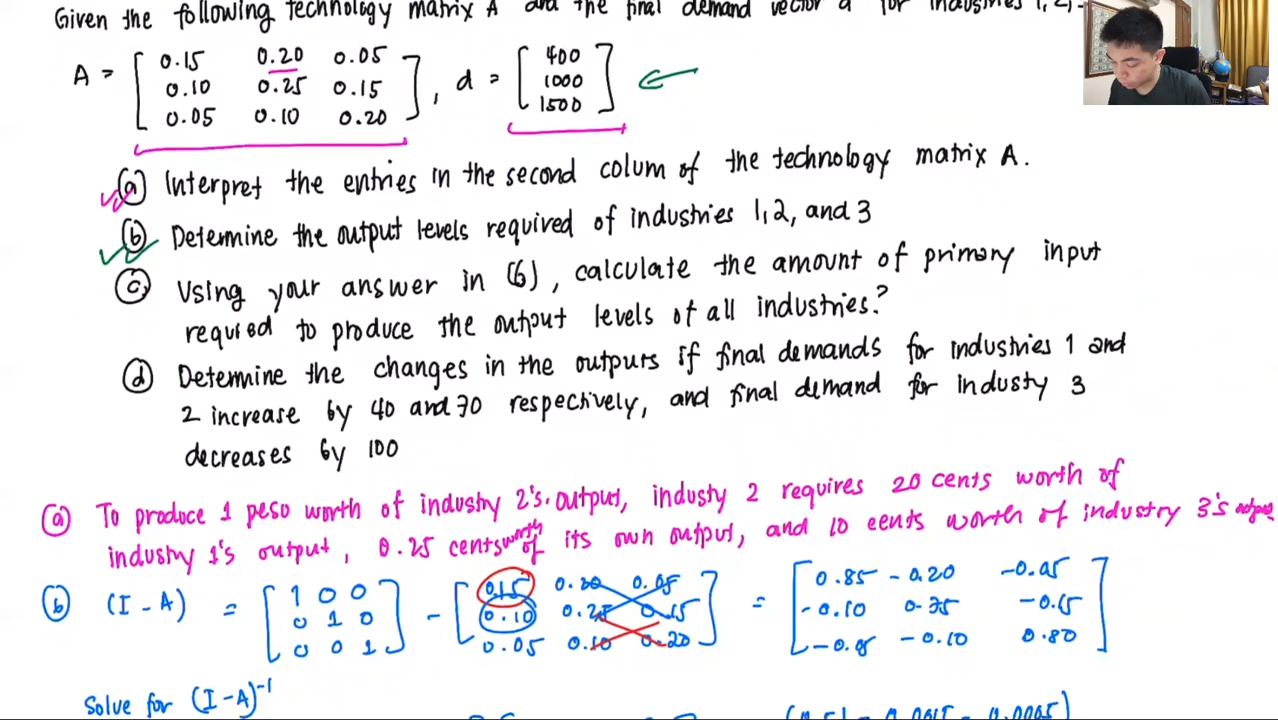 Given the following technology matrix A and the final demand vector d for industries 1, 2,
A = [ 0.15 0.20 0.05
0.10 0.25 0.15
0.05 0.10 0.20 ] , d = [ 400
1000
1500 ]
(a) Interpret the entries in the second colum of the technology matrix A.
(b) Determine the output levels required of industries 1, 2, and 3
(c) Using your answer in (b), calculate the amount of primary input
required to produce the output levels of all industries?
(d) Determine the changes in the outputs if final demands for industries 1 and
2 increase by 40 and 70 respectively, and final demand for industy 3
decreases by 100
(a) To produce 1 peso worth of industry 2's output, industy 2 requires 20 cents worth of
industry 1's output, 0.25 cents worth of its own output, and 10 cents worth of industry 3's output
(b) (I - A) = [ 1 0 0
0 1 0
0 0 1 ] - [ 0.15 0.20 0.05
0.10 0.25 0.15
0.05 0.10 0.20 ] = [ 0.85 -0.20 -0.05
-0.10 0.75 -0.15
-0.05 -0.10 0.80 ]
Solve for (I-A)⁻¹